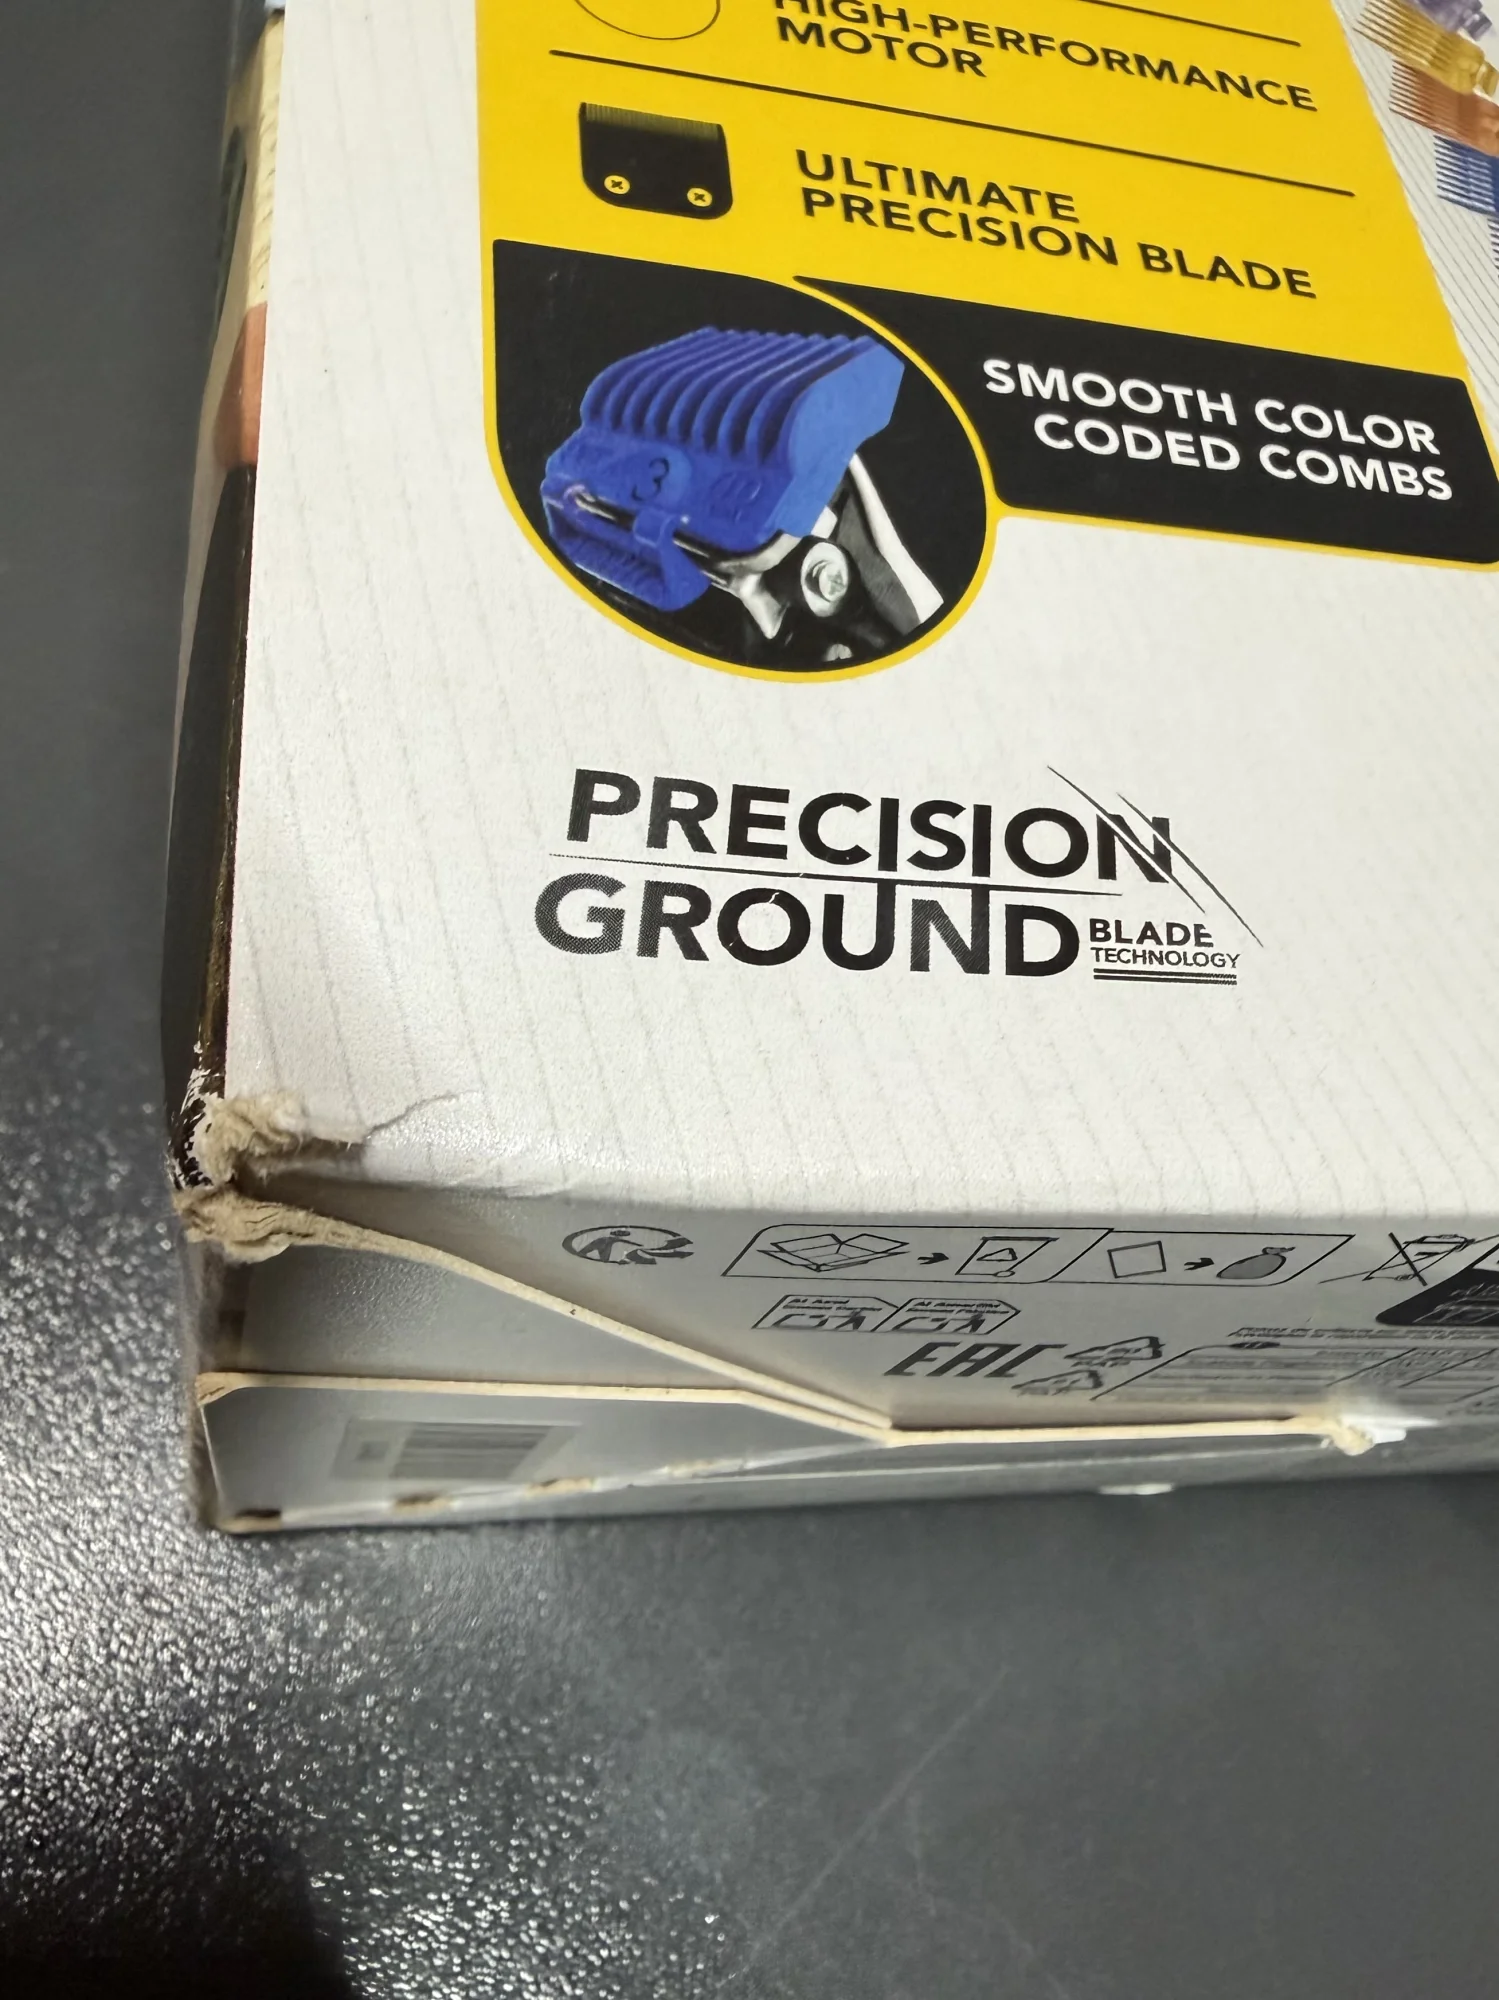 HIGH-PERFORMANCE
MOTOR
ULTIMATE
PRECISION BLADE
SMOOTH COLOR
CODED COMBS
3
PRECISION
GROUND
BLADE
TECHNOLOGY
EAC